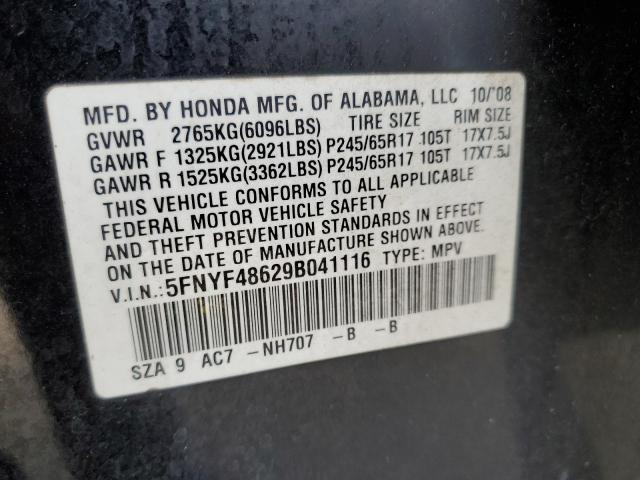 MFD. BY HONDA MFG. OF ALABAMA, LLC 10/'08
GVWR 2765KG(6096LBS) TIRE SIZE RIM SIZE
GAWR F 1325KG(2921LBS) P245/65R17 105T 17X7.5J
GAWR R 1525KG(3362LBS) P245/65R17 105T 17X7.5J
THIS VEHICLE CONFORMS TO ALL APPLICABLE
FEDERAL MOTOR VEHICLE SAFETY
AND THEFT PREVENTION STANDARDS IN EFFECT
ON THE DATE OF MANUFACTURE SHOWN ABOVE.
V.I.N.:5FNYF48629B041116 TYPE: MPV
SZA 9 AC7 -NH707 -B -B